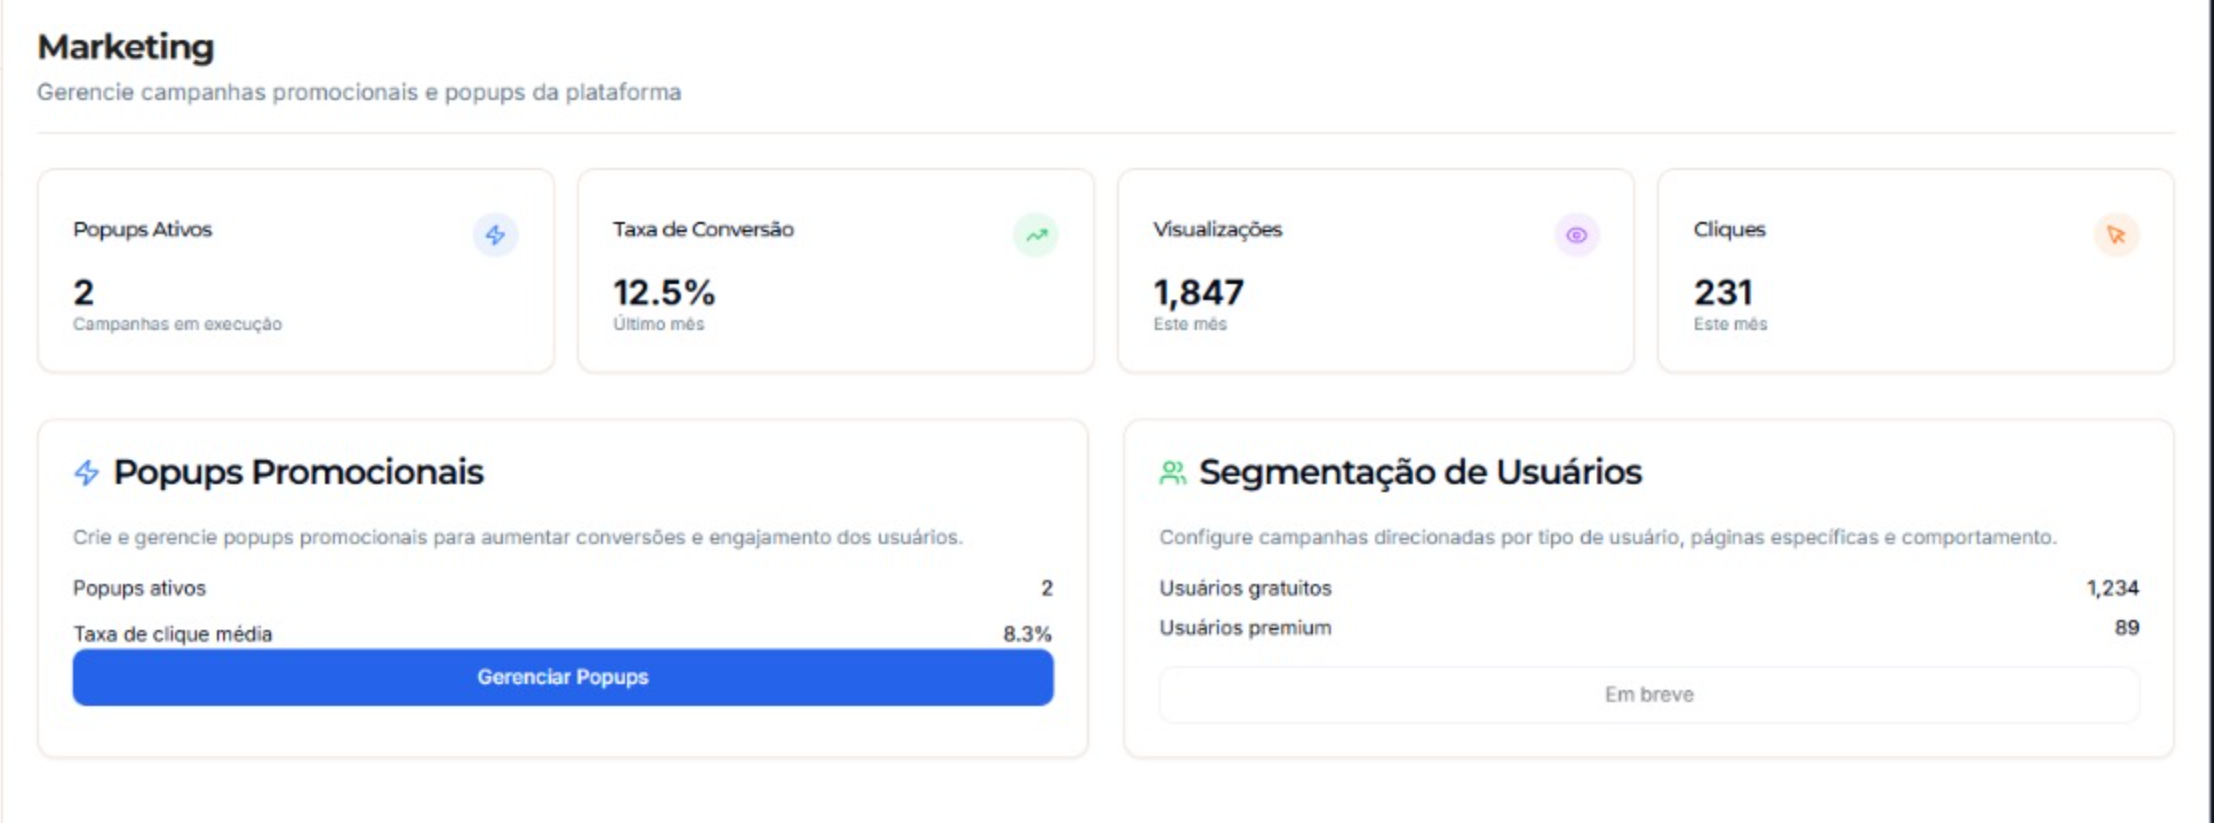 Marketing
Gerencie campanhas promocionais e popups da plataforma
Popups Ativos
2
Campanhas em execução
Taxa de Conversão
12.5%
Último mês
Visualizações
1,847
Este mês
Cliques
231
Este mês
Popups Promocionais
Crie e gerencie popups promocionais para aumentar conversões e engajamento dos usuários.
Popups ativos 2
Taxa de clique média 8.3%
Gerenciar Popups
Segmentação de Usuários
Configure campanhas direcionadas por tipo de usuário, páginas específicas e comportamento.
Usuários gratuitos 1,234
Usuários premium 89
Em breve